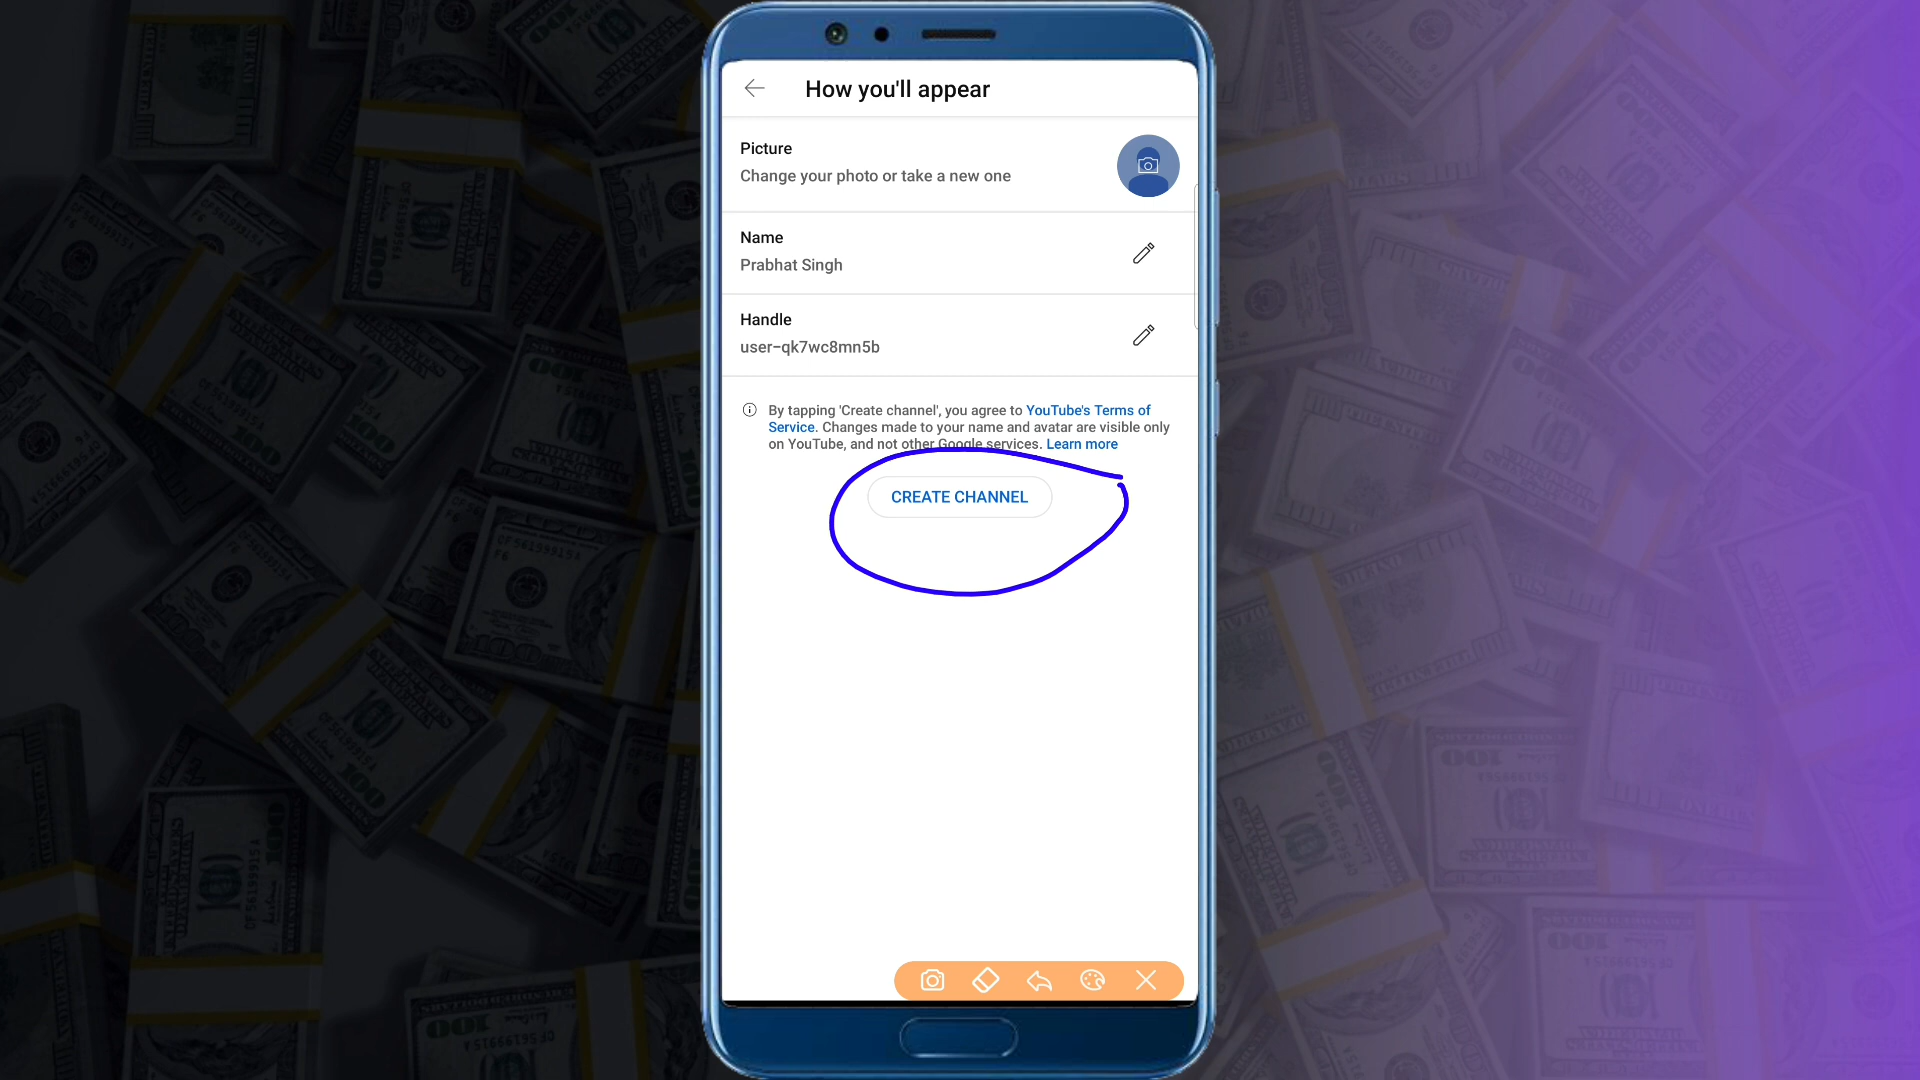 How you'll appear
Picture
Change your photo or take a new one
Name
Prabhat Singh
Handle
user-qk7wc8mn5b
By tapping 'Create channel', you agree to YouTube's Terms of
Service. Changes made to your name and avatar are visible only
on YouTube, and not other Google services. Learn more
CREATE CHANNEL